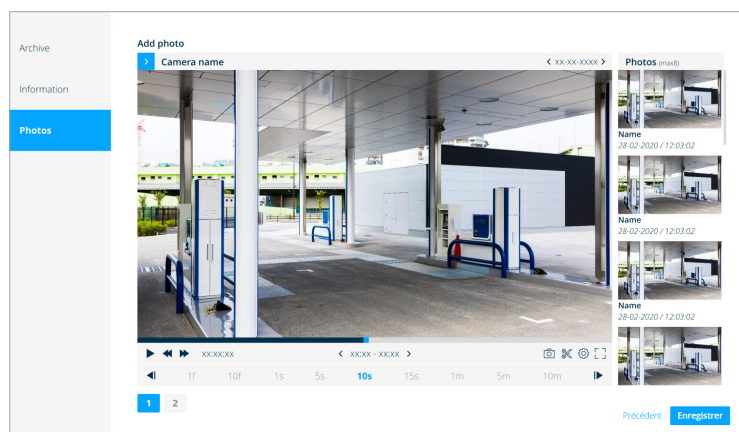 Archive
Information
Photos
Add photo
Camera name
< xx-xx-xxxx >
Photos (max8)
Name
28-02-2020 / 12:03:02
Name
28-02-2020 / 12:03:02
Name
28-02-2020 / 12:03:02
xx:xx:xx
< xx:xx - xx:xx >
1f 10f 1s 5s 10s 15s 1m 5m 10m
1 2
Précédent Enregistrer